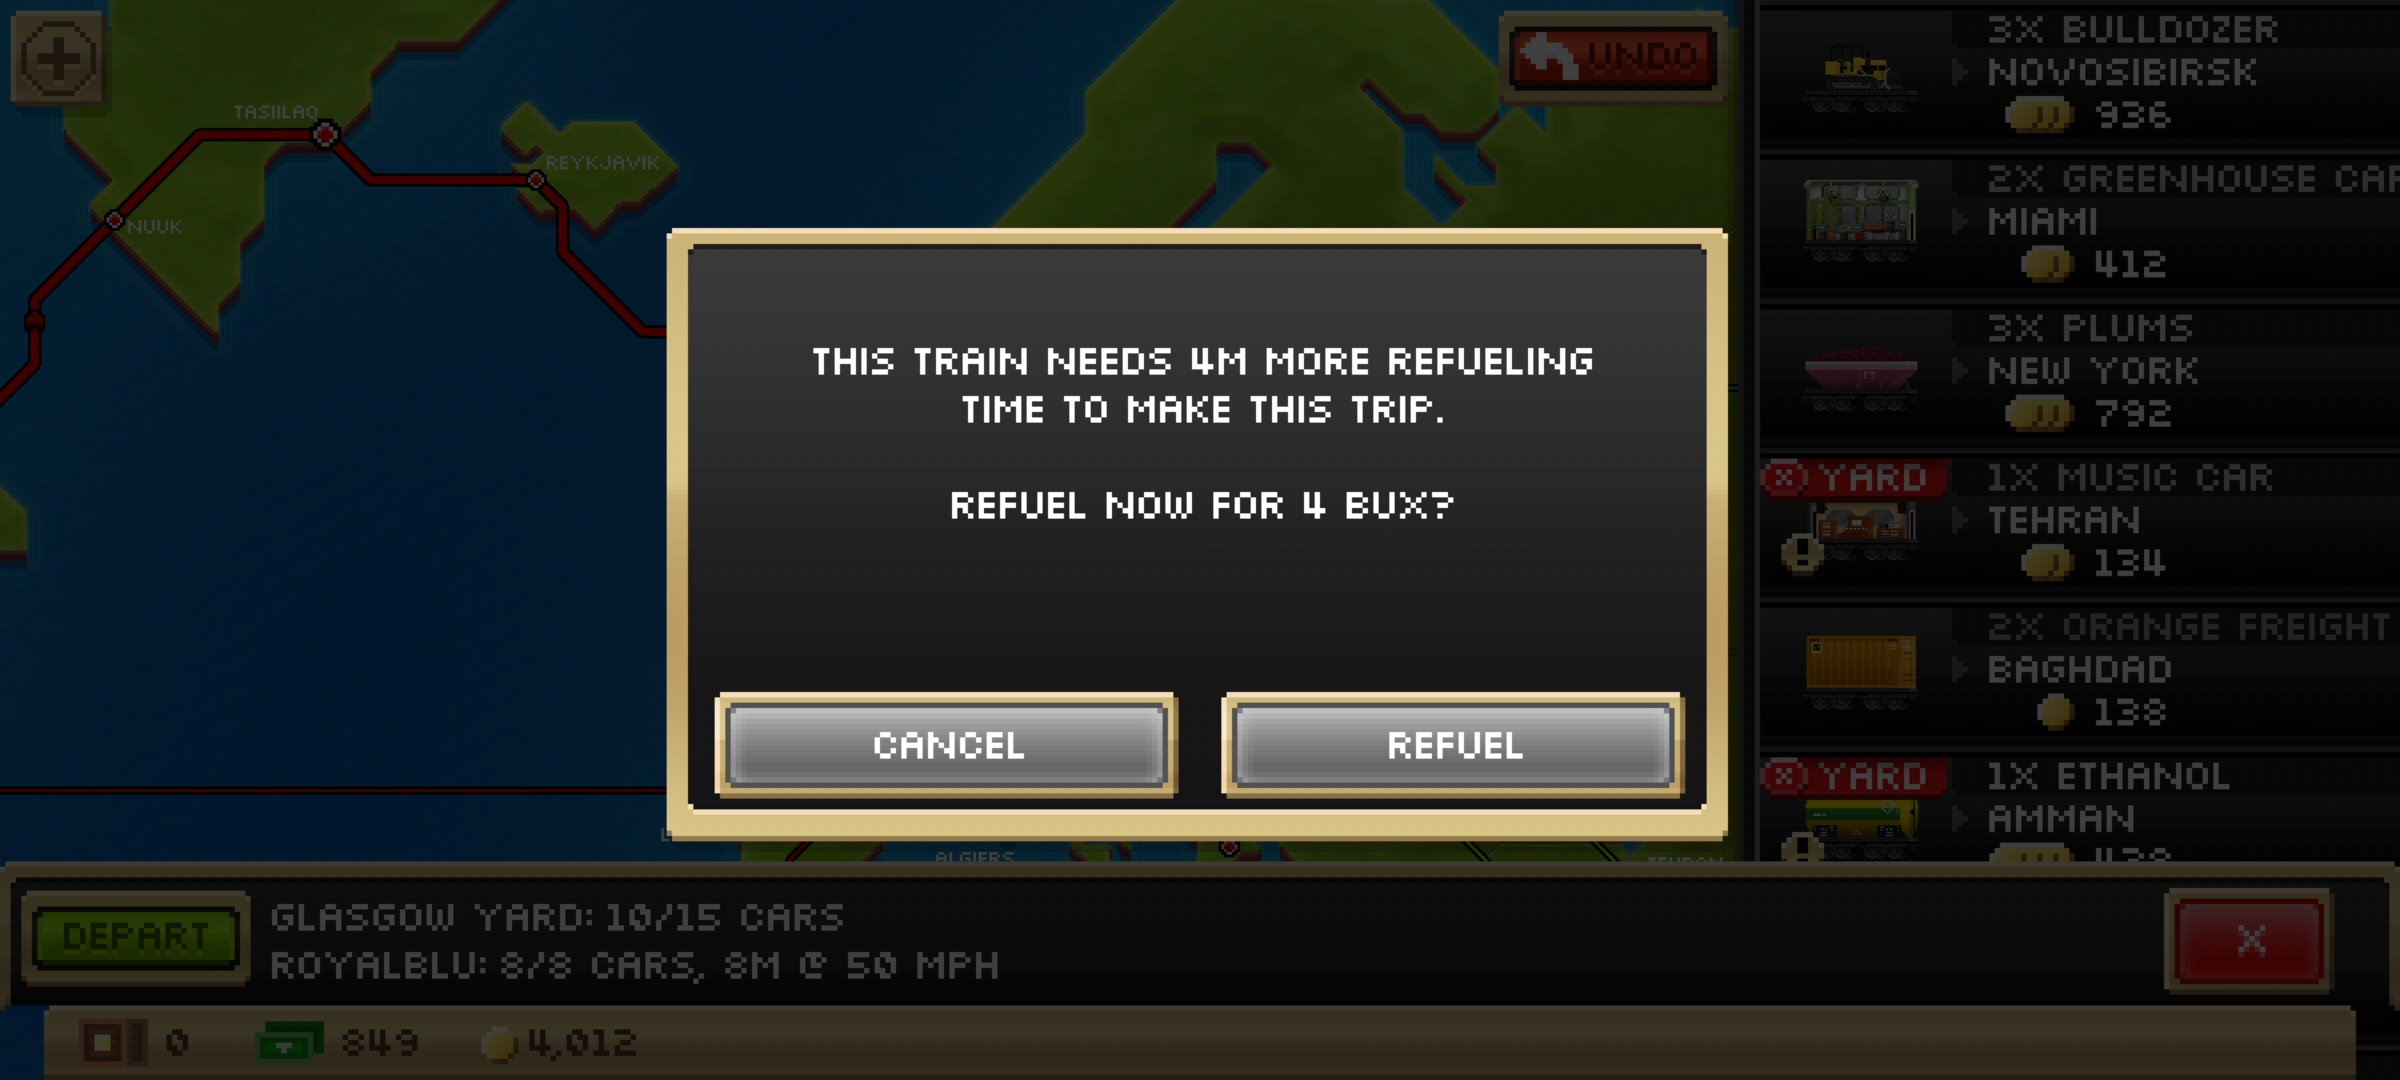 TASIILAQ
REYKJAVIK
NUUK
UNDO
THIS TRAIN NEEDS 4M MORE REFUELING
TIME TO MAKE THIS TRIP.
REFUEL NOW FOR 4 BUX?
CANCEL
REFUEL
3X BULLDOZER
NOVOSIBIRSK
936
2X GREENHOUSE CAR
MIAMI
412
3X PLUMS
NEW YORK
792
YARD
1X MUSIC CAR
TEHRAN
134
2X ORANGE FREIGHT
BAGHDAD
138
YARD
1X ETHANOL
AMMAN
ALGIERS
TEHRAN
DEPART
GLASGOW YARD: 10/15 CARS
ROYALBLU: 8/8 CARS, 8M @ 50 MPH
X
0
849
4,012